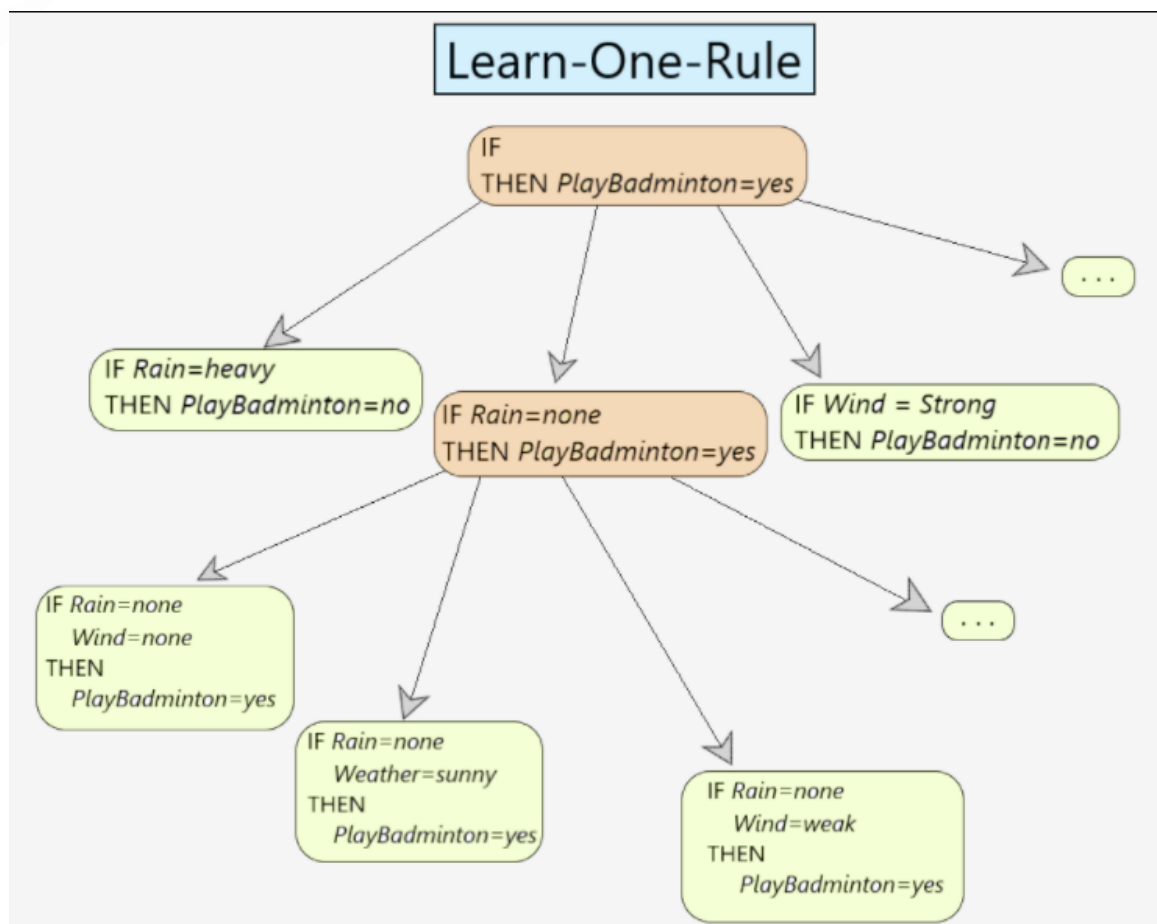 Learn-One-Rule
IF
THEN PlayBadminton=yes
...
IF Rain=heavy
THEN PlayBadminton=no
IF Rain=none
THEN PlayBadminton=yes
IF Wind = Strong
THEN PlayBadminton=no
IF Rain=none
Wind=none
THEN
PlayBadminton=yes
IF Rain=none
Weather=sunny
THEN
PlayBadminton=yes
IF Rain=none
Wind=weak
THEN
PlayBadminton=yes
...